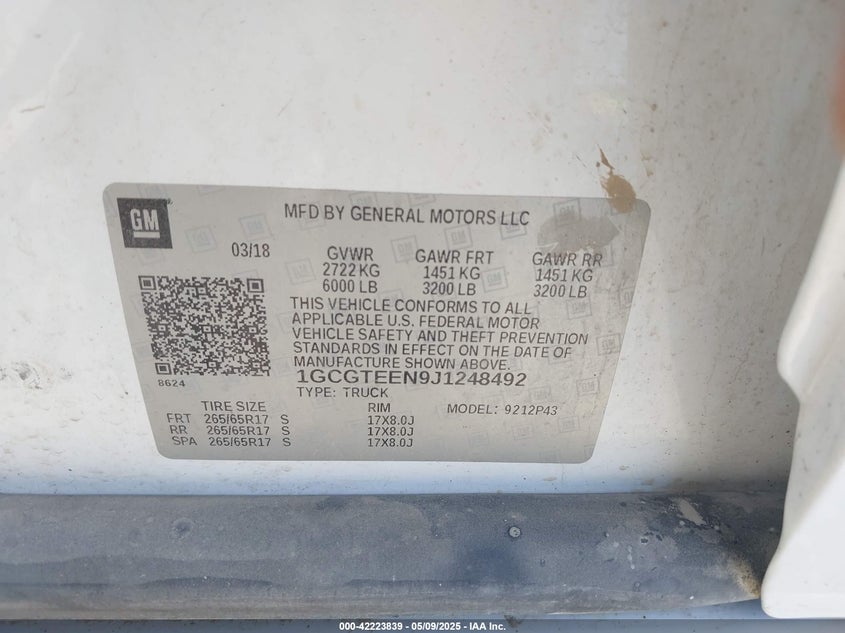 GM
MFD BY GENERAL MOTORS LLC
03/18
GVWR GAWR FRT GAWR RR
2722 KG 1451 KG 1451 KG
6000 LB 3200 LB 3200 LB
THIS VEHICLE CONFORMS TO ALL
APPLICABLE U.S. FEDERAL MOTOR
VEHICLE SAFETY AND THEFT PREVENTION
STANDARDS IN EFFECT ON THE DATE OF
MANUFACTURE SHOWN ABOVE.
8624
1GCGTEEN9J1248492
TYPE: TRUCK
TIRE SIZE RIM MODEL: 9212P43
FRT 265/65R17 S 17X8.0J
RR 265/65R17 S 17X8.0J
SPA 265/65R17 S 17X8.0J
000-42223839 - 05/09/2025 - IAA Inc.